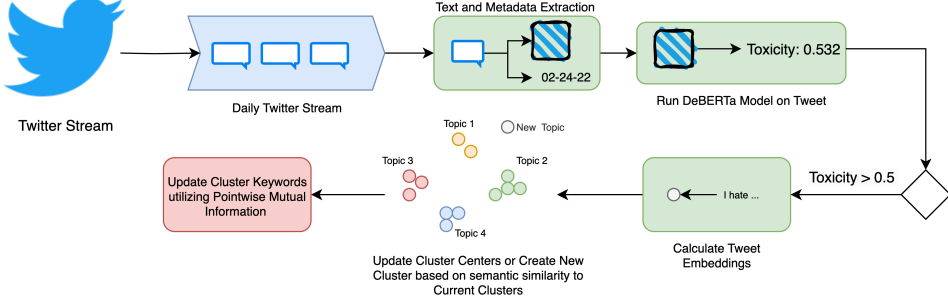 Text and Metadata Extraction
02-24-22
Toxicity: 0.532
Daily Twitter Stream
Run DeBERTa Model on Tweet
Twitter Stream
Topic 1
New Topic
Topic 3
Topic 2
Topic 4
Toxicity > 0.5
I hate ...
Update Cluster Keywords
utilizing Pointwise Mutual
Information
Calculate Tweet
Embeddings
Update Cluster Centers or Create New
Cluster based on semantic similarity to
Current Clusters